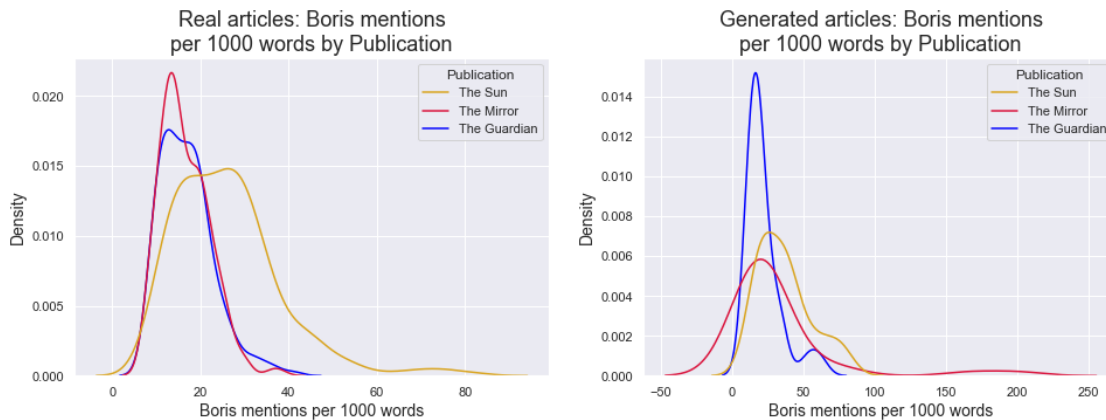 Real articles: Boris mentions
per 1000 words by Publication
Publication
The Sun
The Mirror
The Guardian
0.020
0.015
0.010
0.005
0.000
Density
0
20
40
60
80
Boris mentions per 1000 words
Generated articles: Boris mentions
per 1000 words by Publication
Publication
The Sun
The Mirror
The Guardian
0.014
0.012
0.010
0.008
0.006
0.004
0.002
0.000
Density
−50
0
50
100
150
200
250
Boris mentions per 1000 words